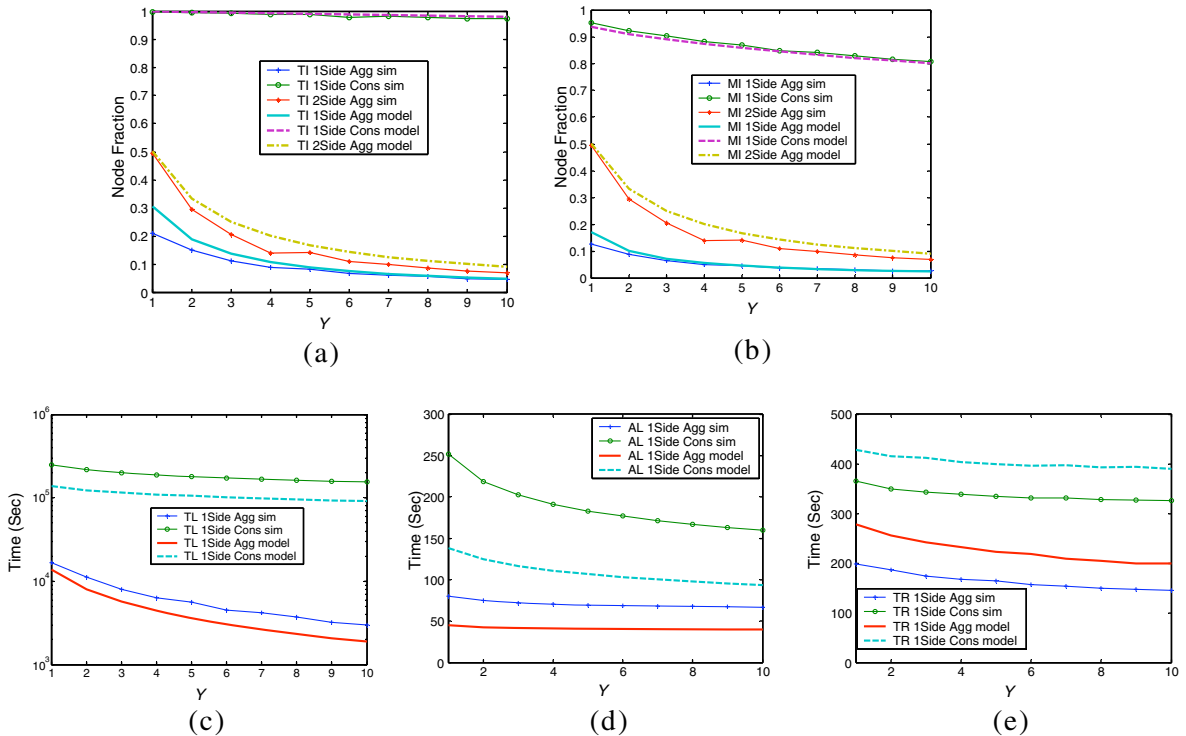 1
0.9
0.8
0.7
0.6
0.5
0.4
0.3
0.2
0.1
0
Node Fraction
TI 1Side Agg sim
TI 1Side Cons sim
TI 2Side Agg sim
TI 1Side Agg model
TI 1Side Cons model
TI 2Side Agg model
1 2 3 4 5 6 7 8 9 10
Y
(a)
1
0.9
0.8
0.7
0.6
0.5
0.4
0.3
0.2
0.1
0
Node Fraction
MI 1Side Agg sim
MI 1Side Cons sim
MI 2Side Agg sim
MI 1Side Agg model
MI 1Side Cons model
MI 2Side Agg model
1 2 3 4 5 6 7 8 9 10
Y
(b)
10^6
10^5
10^4
10^3
Time (Sec)
TL 1Side Agg sim
TL 1Side Cons sim
TL 1Side Agg model
TL 1Side Cons model
1 2 3 4 5 6 7 8 9 10
Y
(c)
300
250
200
150
100
50
0
Time (Sec)
AL 1Side Agg sim
AL 1Side Cons sim
AL 1Side Agg model
AL 1Side Cons model
2 4 6 8 10
Y
(d)
500
400
300
200
100
0
Time (Sec)
TR 1Side Agg sim
TR 1Side Cons sim
TR 1Side Agg model
TR 1Side Cons model
2 4 6 8 10
Y
(e)